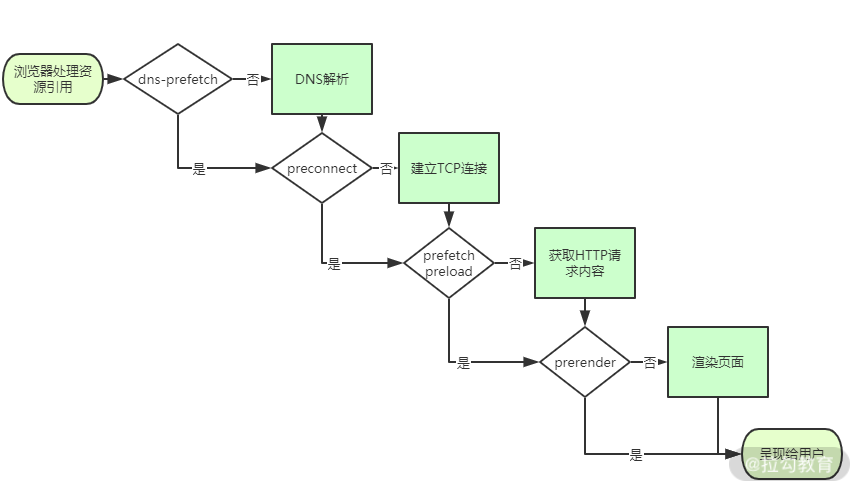 浏览器处理资
源引用
dns-prefetch
否
DNS解析
是
preconnect
否
建立TCP连接
是
prefetch
preload
否
获取HTTP请
求内容
是
prerender
否
渲染页面
是
呈现给用户
@拉勾教育